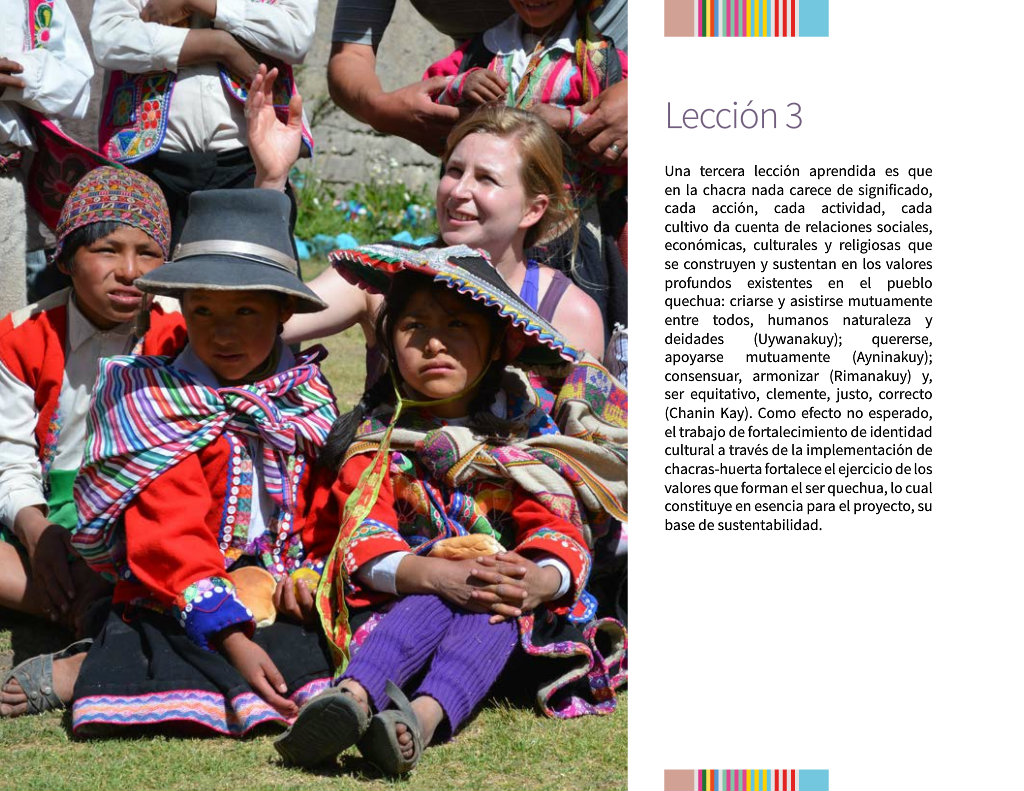 Lección 3
Una tercera lección aprendida es que
en la chacra nada carece de significado,
cada acción, cada actividad, cada
cultivo da cuenta de relaciones sociales,
económicas, culturales y religiosas que
se construyen y sustentan en los valores
profundos existentes en el pueblo
quechua: criarse y asistirse mutuamente
entre todos, humanos naturaleza y
deidades (Uywanakuy); quererse,
apoyarse mutuamente (Ayninakuy);
consensuar, armonizar (Rimanakuy) y,
ser equitativo, clemente, justo, correcto
(Chanin Kay). Como efecto no esperado,
el trabajo de fortalecimiento de identidad
cultural a través de la implementación de
chacras-huerta fortalece el ejercicio de los
valores que forman el ser quechua, lo cual
constituye en esencia para el proyecto, su
base de sustentabilidad.